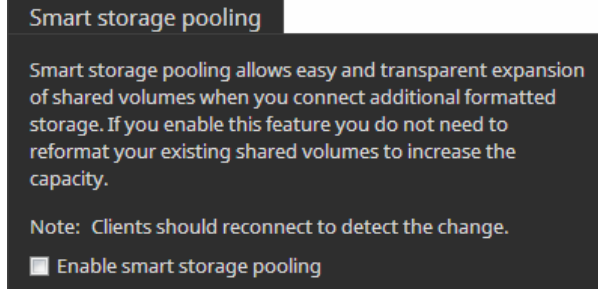 Smart storage pooling
Smart storage pooling allows easy and transparent expansion
of shared volumes when you connect additional formatted
storage. If you enable this feature you do not need to
reformat your existing shared volumes to increase the
capacity.
Note: Clients should reconnect to detect the change.
Enable smart storage pooling